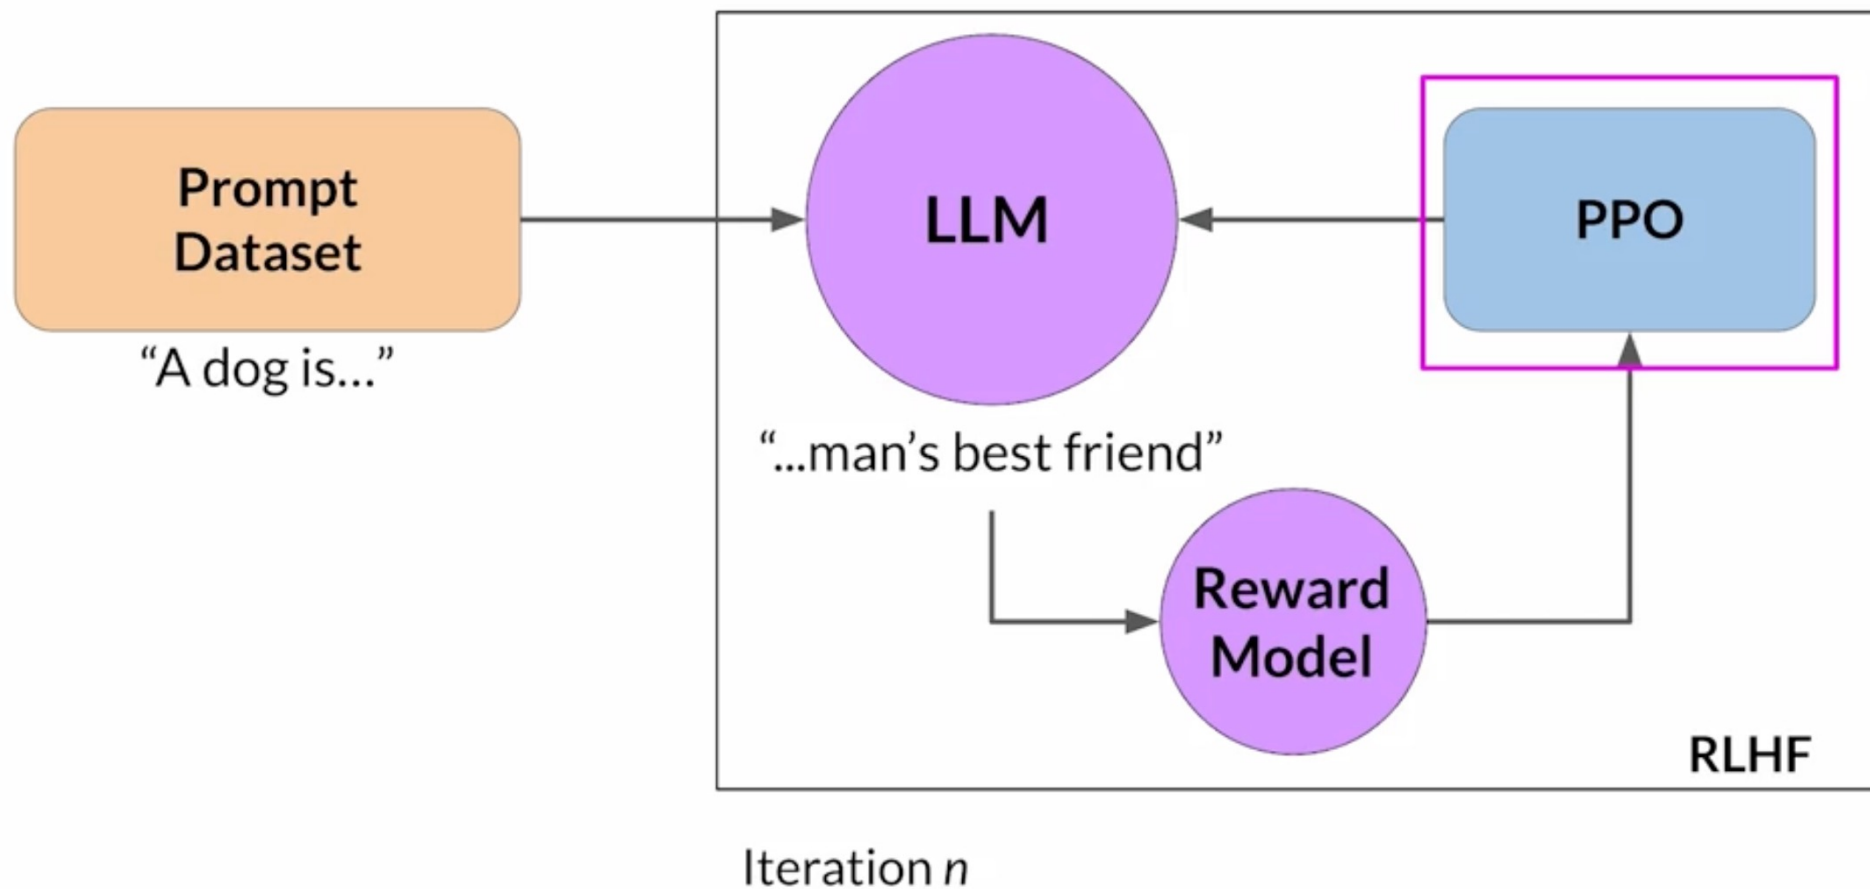 Prompt
Dataset
“A dog is...”
LLM
PPO
“...man’s best friend”
Reward
Model
RLHF
Iteration n